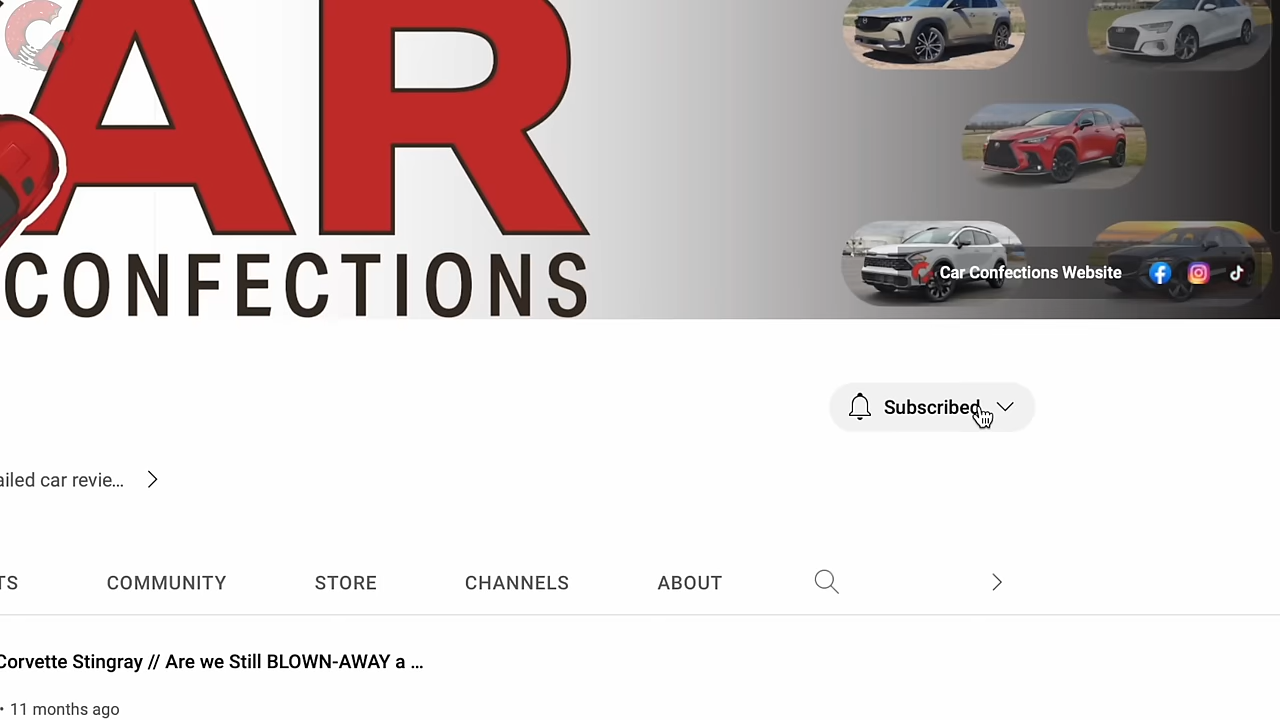 AR
CONFECTIONS
Car Confections Website
Subscribed
ailed car revie...
TS
COMMUNITY
STORE
CHANNELS
ABOUT
Corvette Stingray // Are we Still BLOWN-AWAY a ...
• 11 months ago